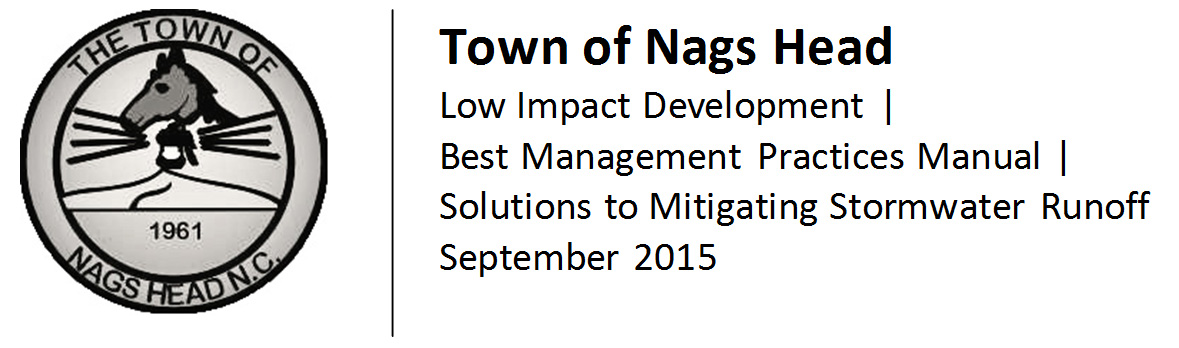 THE TOWN OF
1961
NAGS HEAD N.C.
Town of Nags Head
Low Impact Development |
Best Management Practices Manual |
Solutions to Mitigating Stormwater Runoff
September 2015